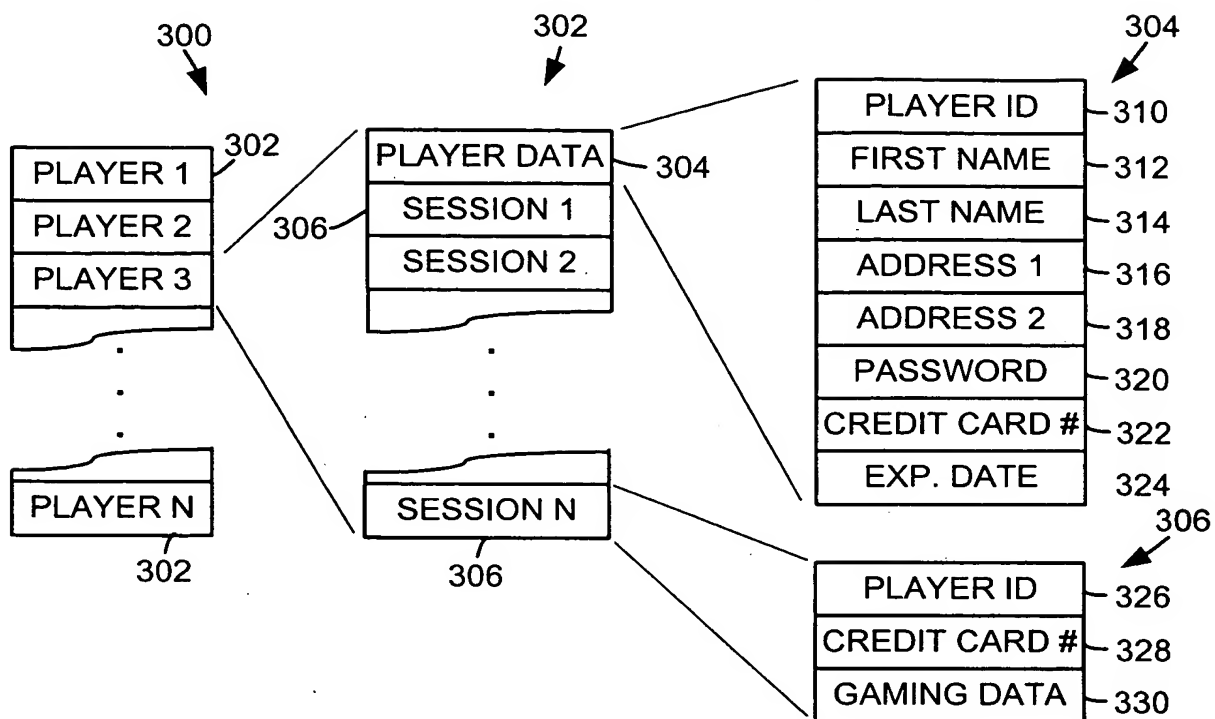 300
302
PLAYER 1
302
PLAYER 2
PLAYER 3
.
.
.
PLAYER N
302
302
PLAYER DATA
304
SESSION 1
306
SESSION 2
.
.
.
SESSION N
306
304
PLAYER ID
310
FIRST NAME
312
LAST NAME
314
ADDRESS 1
316
ADDRESS 2
318
PASSWORD
320
CREDIT CARD #
322
EXP. DATE
324
306
PLAYER ID
326
CREDIT CARD #
328
GAMING DATA
330